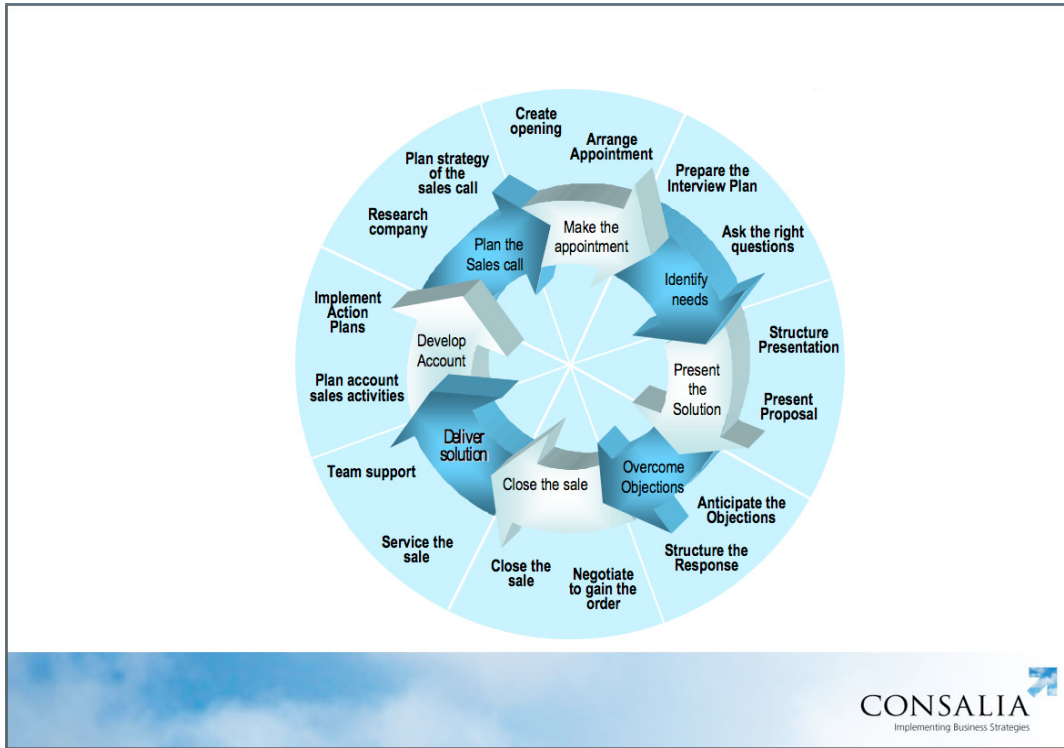 Create
opening
Arrange
Appointment
Prepare the
Interview Plan
Ask the right
questions
Structure
Presentation
Present
Proposal
Anticipate the
Objections
Structure the
Response
Negotiate
to gain the
order
Close the
sale
Service the
sale
Team support
Plan account
sales activities
Implement
Action
Plans
Research
company
Plan strategy
of the
sales call
Make the
appointment
Identify
needs
Present
the
Solution
Overcome
Objections
Close the sale
Deliver
solution
Develop
Account
Plan the
Sales call
CONSALIA
Implementing Business Strategies